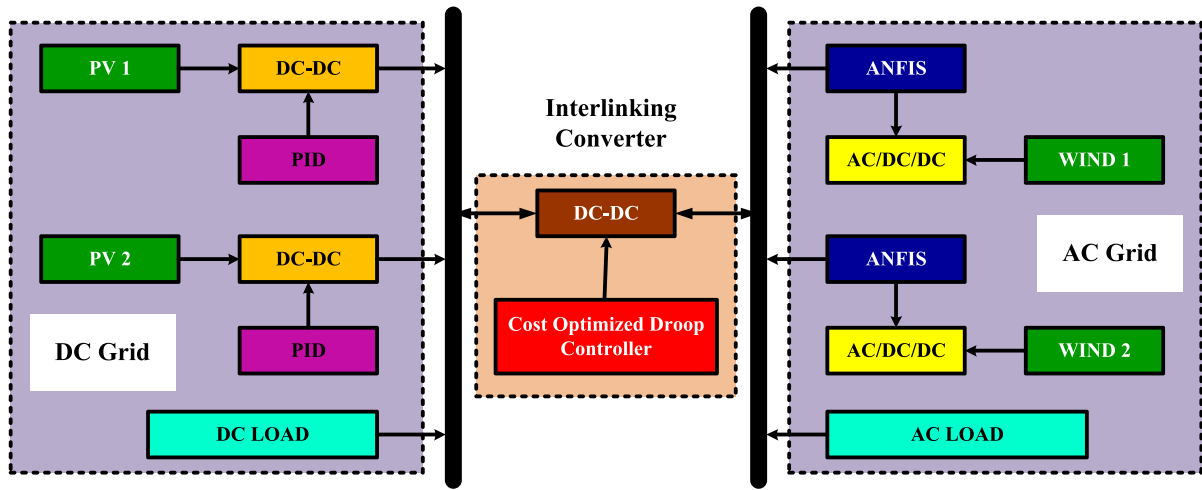 PV 1
DC-DC
PID
PV 2
DC-DC
PID
DC Grid
DC LOAD
Interlinking
Converter
DC-DC
Cost Optimized Droop
Controller
ANFIS
AC/DC/DC
WIND 1
ANFIS
AC Grid
AC/DC/DC
WIND 2
AC LOAD